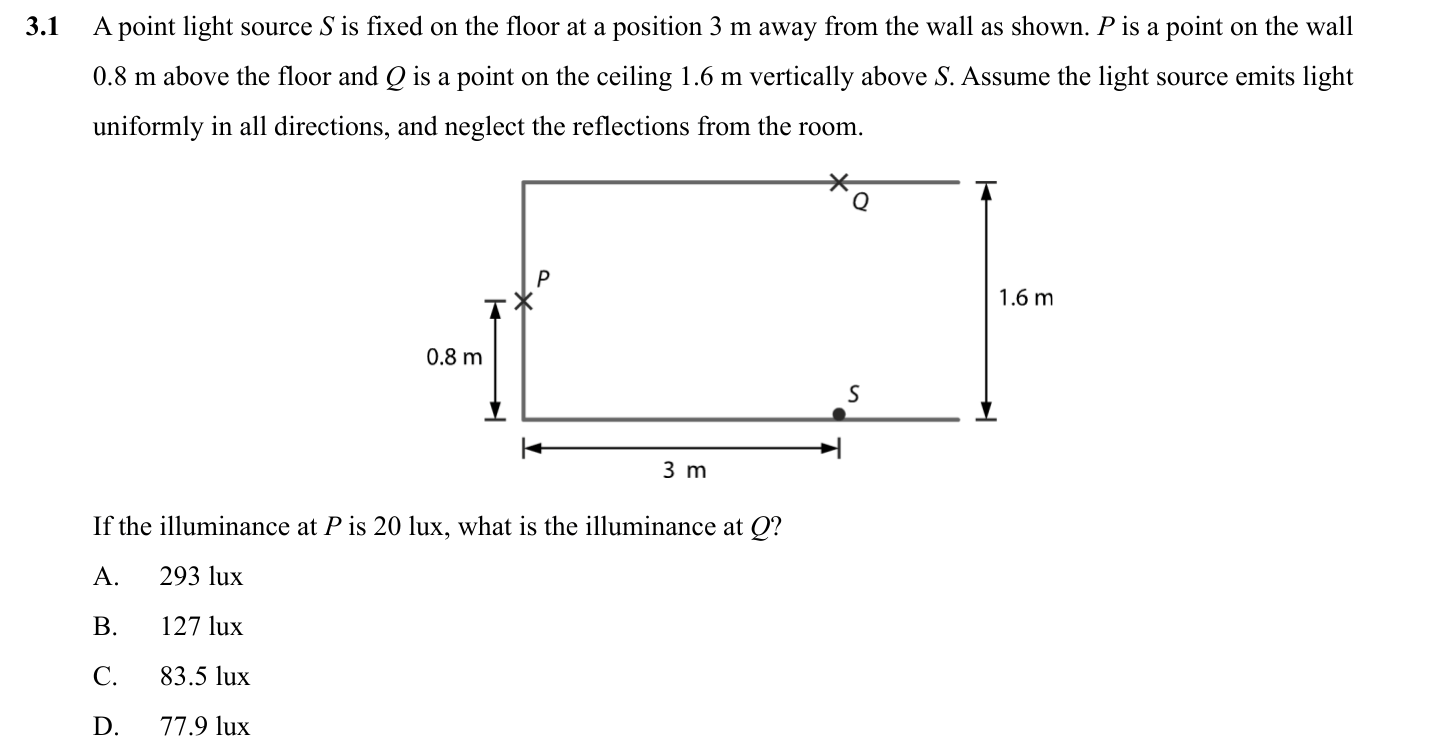 3.1 A point light source S is fixed on the floor at a position 3 m away from the wall as shown. P is a point on the wall
0.8 m above the floor and Q is a point on the ceiling 1.6 m vertically above S. Assume the light source emits light
uniformly in all directions, and neglect the reflections from the room.
Q
P
1.6 m
0.8 m
S
3 m
If the illuminance at P is 20 lux, what is the illuminance at Q?
A. 293 lux
B. 127 lux
C. 83.5 lux
D. 77.9 lux